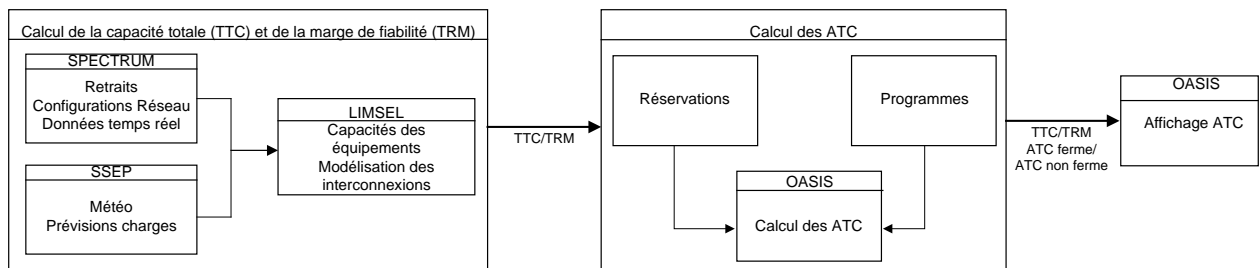 Calcul de la capacité totale (TTC) et de la marge de fiabilité (TRM)
SPECTRUM
Retraits
Configurations Réseau
Données temps réel
SSEP
Météo
Prévisions charges
LIMSEL
Capacités des
équipements
Modélisation des
interconnexions
TTC/TRM
Calcul des ATC
Réservations
Programmes
OASIS
Calcul des ATC
TTC/TRM
ATC ferme/
ATC non ferme
OASIS
Affichage ATC